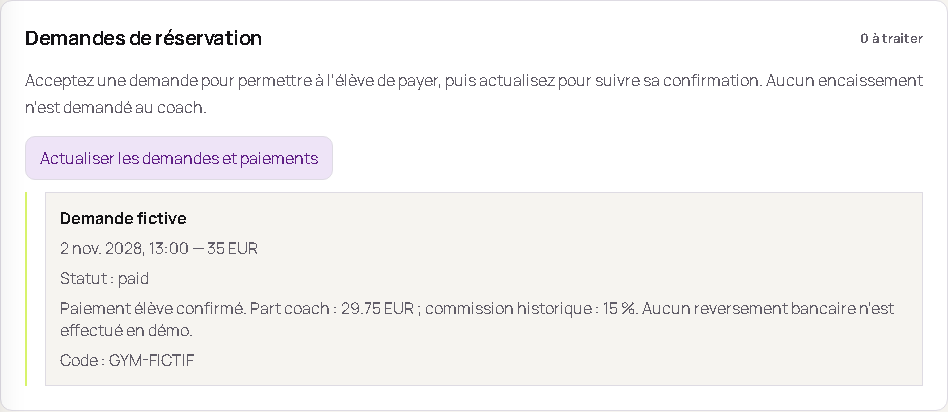 Demandes de réservation
0 à traiter
Acceptez une demande pour permettre à l'élève de payer, puis actualisez pour suivre sa confirmation. Aucun encaissement
n'est demandé au coach.
Actualiser les demandes et paiements
Demande fictive
2 nov. 2028, 13:00 — 35 EUR
Statut : paid
Paiement élève confirmé. Part coach : 29.75 EUR ; commission historique : 15 %. Aucun reversement bancaire n'est
effectué en démo.
Code : GYM-FICTIF